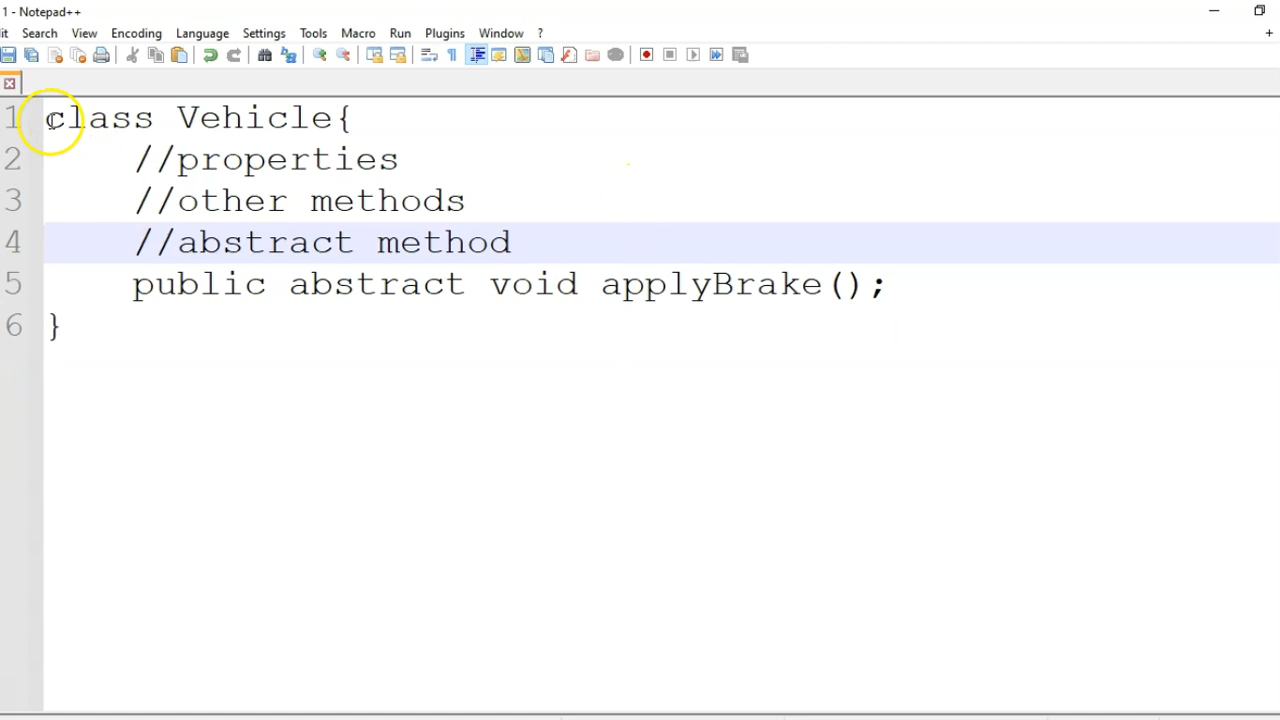 1 - Notepad++
it Search View Encoding Language Settings Tools Macro Run Plugins Window ?
1 class Vehicle{
2 //properties
3 //other methods
4 //abstract method
5 public abstract void applyBrake();
6 }